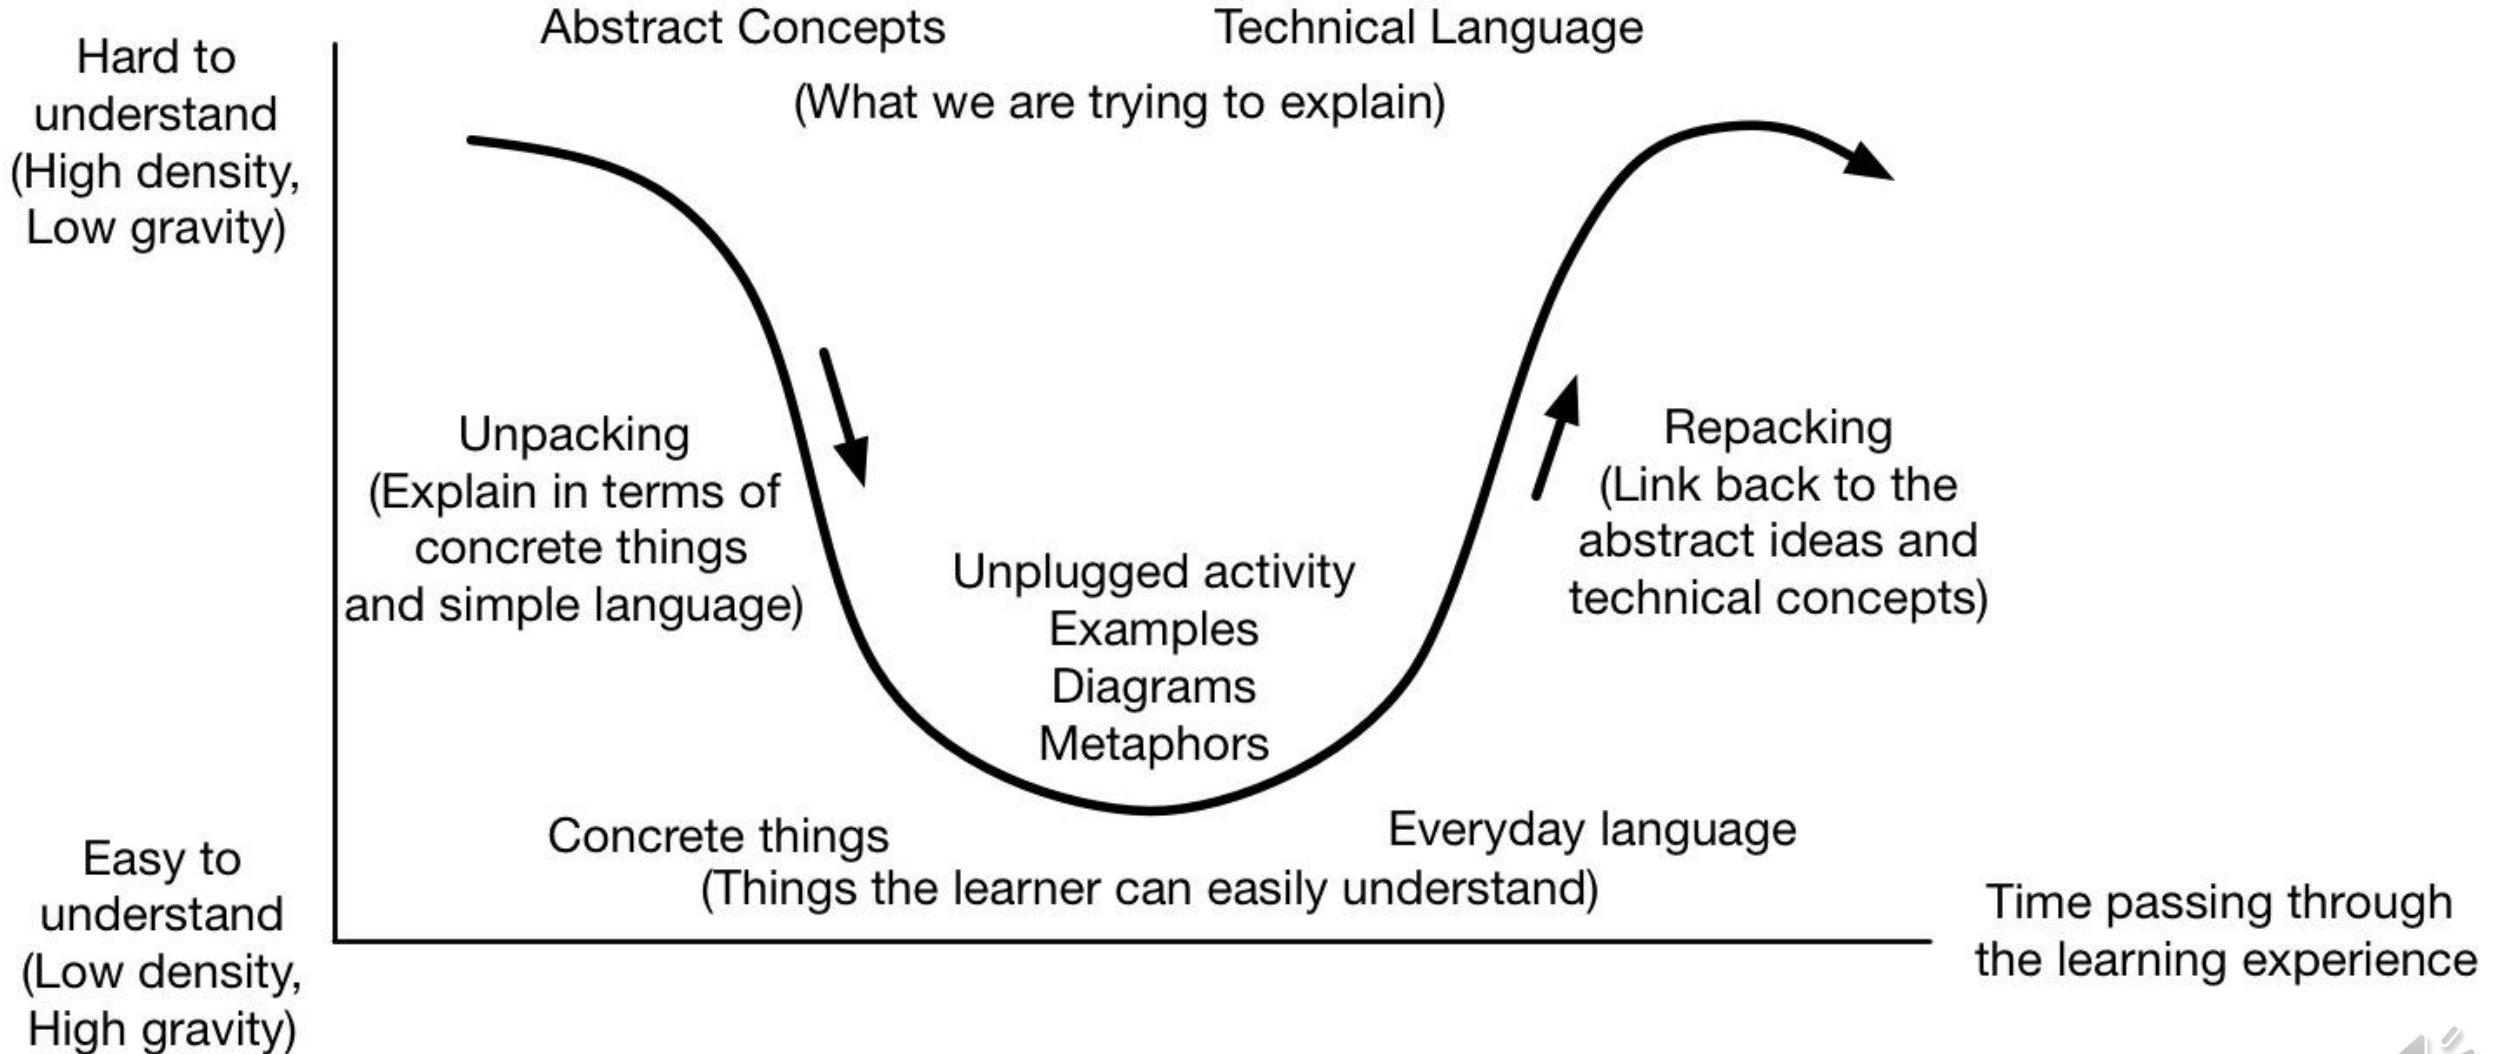 Abstract Concepts
Technical Language
(What we are trying to explain)
Hard to
understand
(High density,
Low gravity)
Unpacking
(Explain in terms of
concrete things
and simple language)
Unplugged activity
Examples
Diagrams
Metaphors
Repacking
(Link back to the
abstract ideas and
technical concepts)
Concrete things
Everyday language
(Things the learner can easily understand)
Easy to
understand
(Low density,
High gravity)
Time passing through
the learning experience